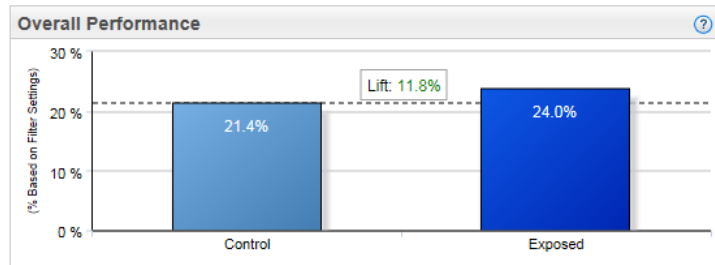 Overall Performance
?
(% Based on Filter Settings)
30 %
20 %
10 %
0 %
Lift: 11.8%
21.4%
24.0%
Control
Exposed